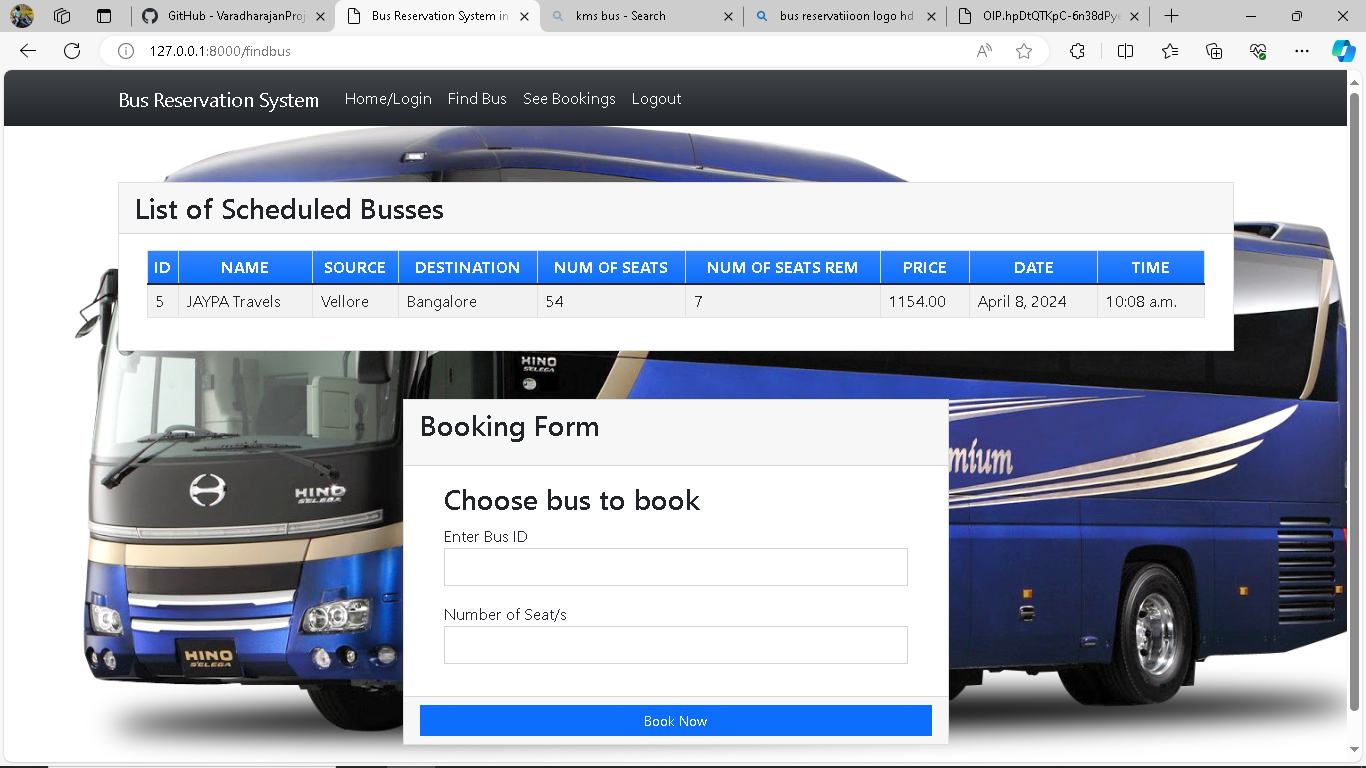 GitHub - VaradharajanProj
Bus Reservation System in
kms bus - Search
bus reservatiioon logo hd
OIP.hpDtQTKpC-6n38dPye
127.0.0.1:8000/findbus
Bus Reservation System Home/Login Find Bus See Bookings Logout
List of Scheduled Busses
ID NAME SOURCE DESTINATION NUM OF SEATS NUM OF SEATS REM PRICE DATE TIME
5 JAYPA Travels Vellore Bangalore 54 7 1154.00 April 8, 2024 10:08 a.m.
HINO
SELEGA
Booking Form
mium
HINO
SELEGA
Choose bus to book
Enter Bus ID
Number of Seat/s
HINO
SELEGA
Book Now